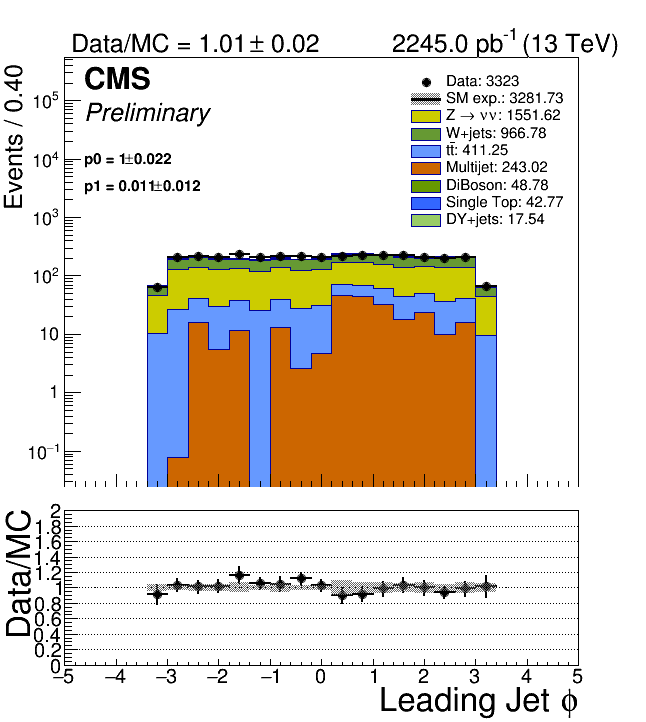 Data/MC = 1.01 ± 0.02 2245.0 pb⁻¹ (13 TeV)
CMS
Preliminary
p0 = 1±0.022
p1 = 0.011±0.012
Data: 3323
SM exp.: 3281.73
Z → νν: 1551.62
W+jets: 966.78
tt̄: 411.25
Multijet: 243.02
DiBoson: 48.78
Single Top: 42.77
DY+jets: 17.54
Events / 0.40
10⁵
10⁴
10³
10²
10
1
10⁻¹
Data/MC
2
1.8
1.6
1.4
1.2
1
0.8
0.6
0.4
0.2
0
−5 −4 −3 −2 −1 0 1 2 3 4 5
Leading Jet ϕ